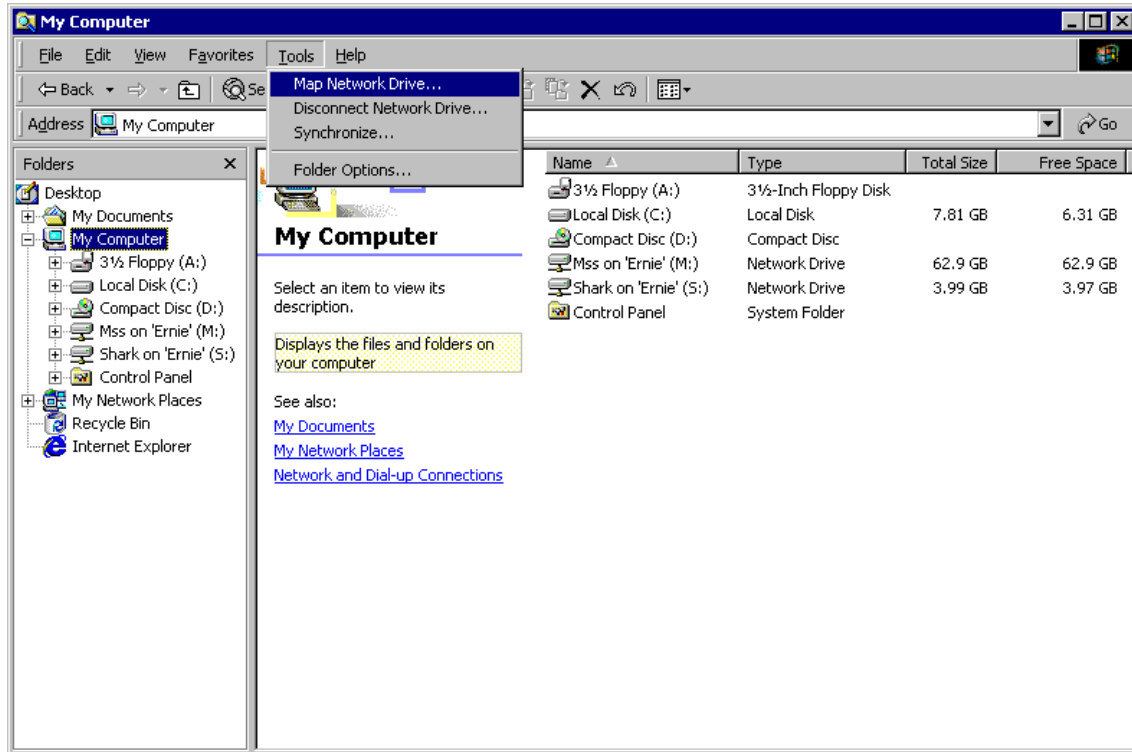 My Computer
File Edit View Favorites Tools Help
Back Se
Map Network Drive...
Disconnect Network Drive...
Synchronize...
Folder Options...
Address My Computer Go
Folders
Desktop
My Documents
My Computer
3½ Floppy (A:)
Local Disk (C:)
Compact Disc (D:)
Mss on 'Ernie' (M:)
Shark on 'Ernie' (S:)
Control Panel
My Network Places
Recycle Bin
Internet Explorer
My Computer
Select an item to view its
description.
Displays the files and folders on
your computer
See also:
My Documents
My Network Places
Network and Dial-up Connections
Name Type Total Size Free Space
3½ Floppy (A:) 3½-Inch Floppy Disk
Local Disk (C:) Local Disk 7.81 GB 6.31 GB
Compact Disc (D:) Compact Disc
Mss on 'Ernie' (M:) Network Drive 62.9 GB 62.9 GB
Shark on 'Ernie' (S:) Network Drive 3.99 GB 3.97 GB
Control Panel System Folder